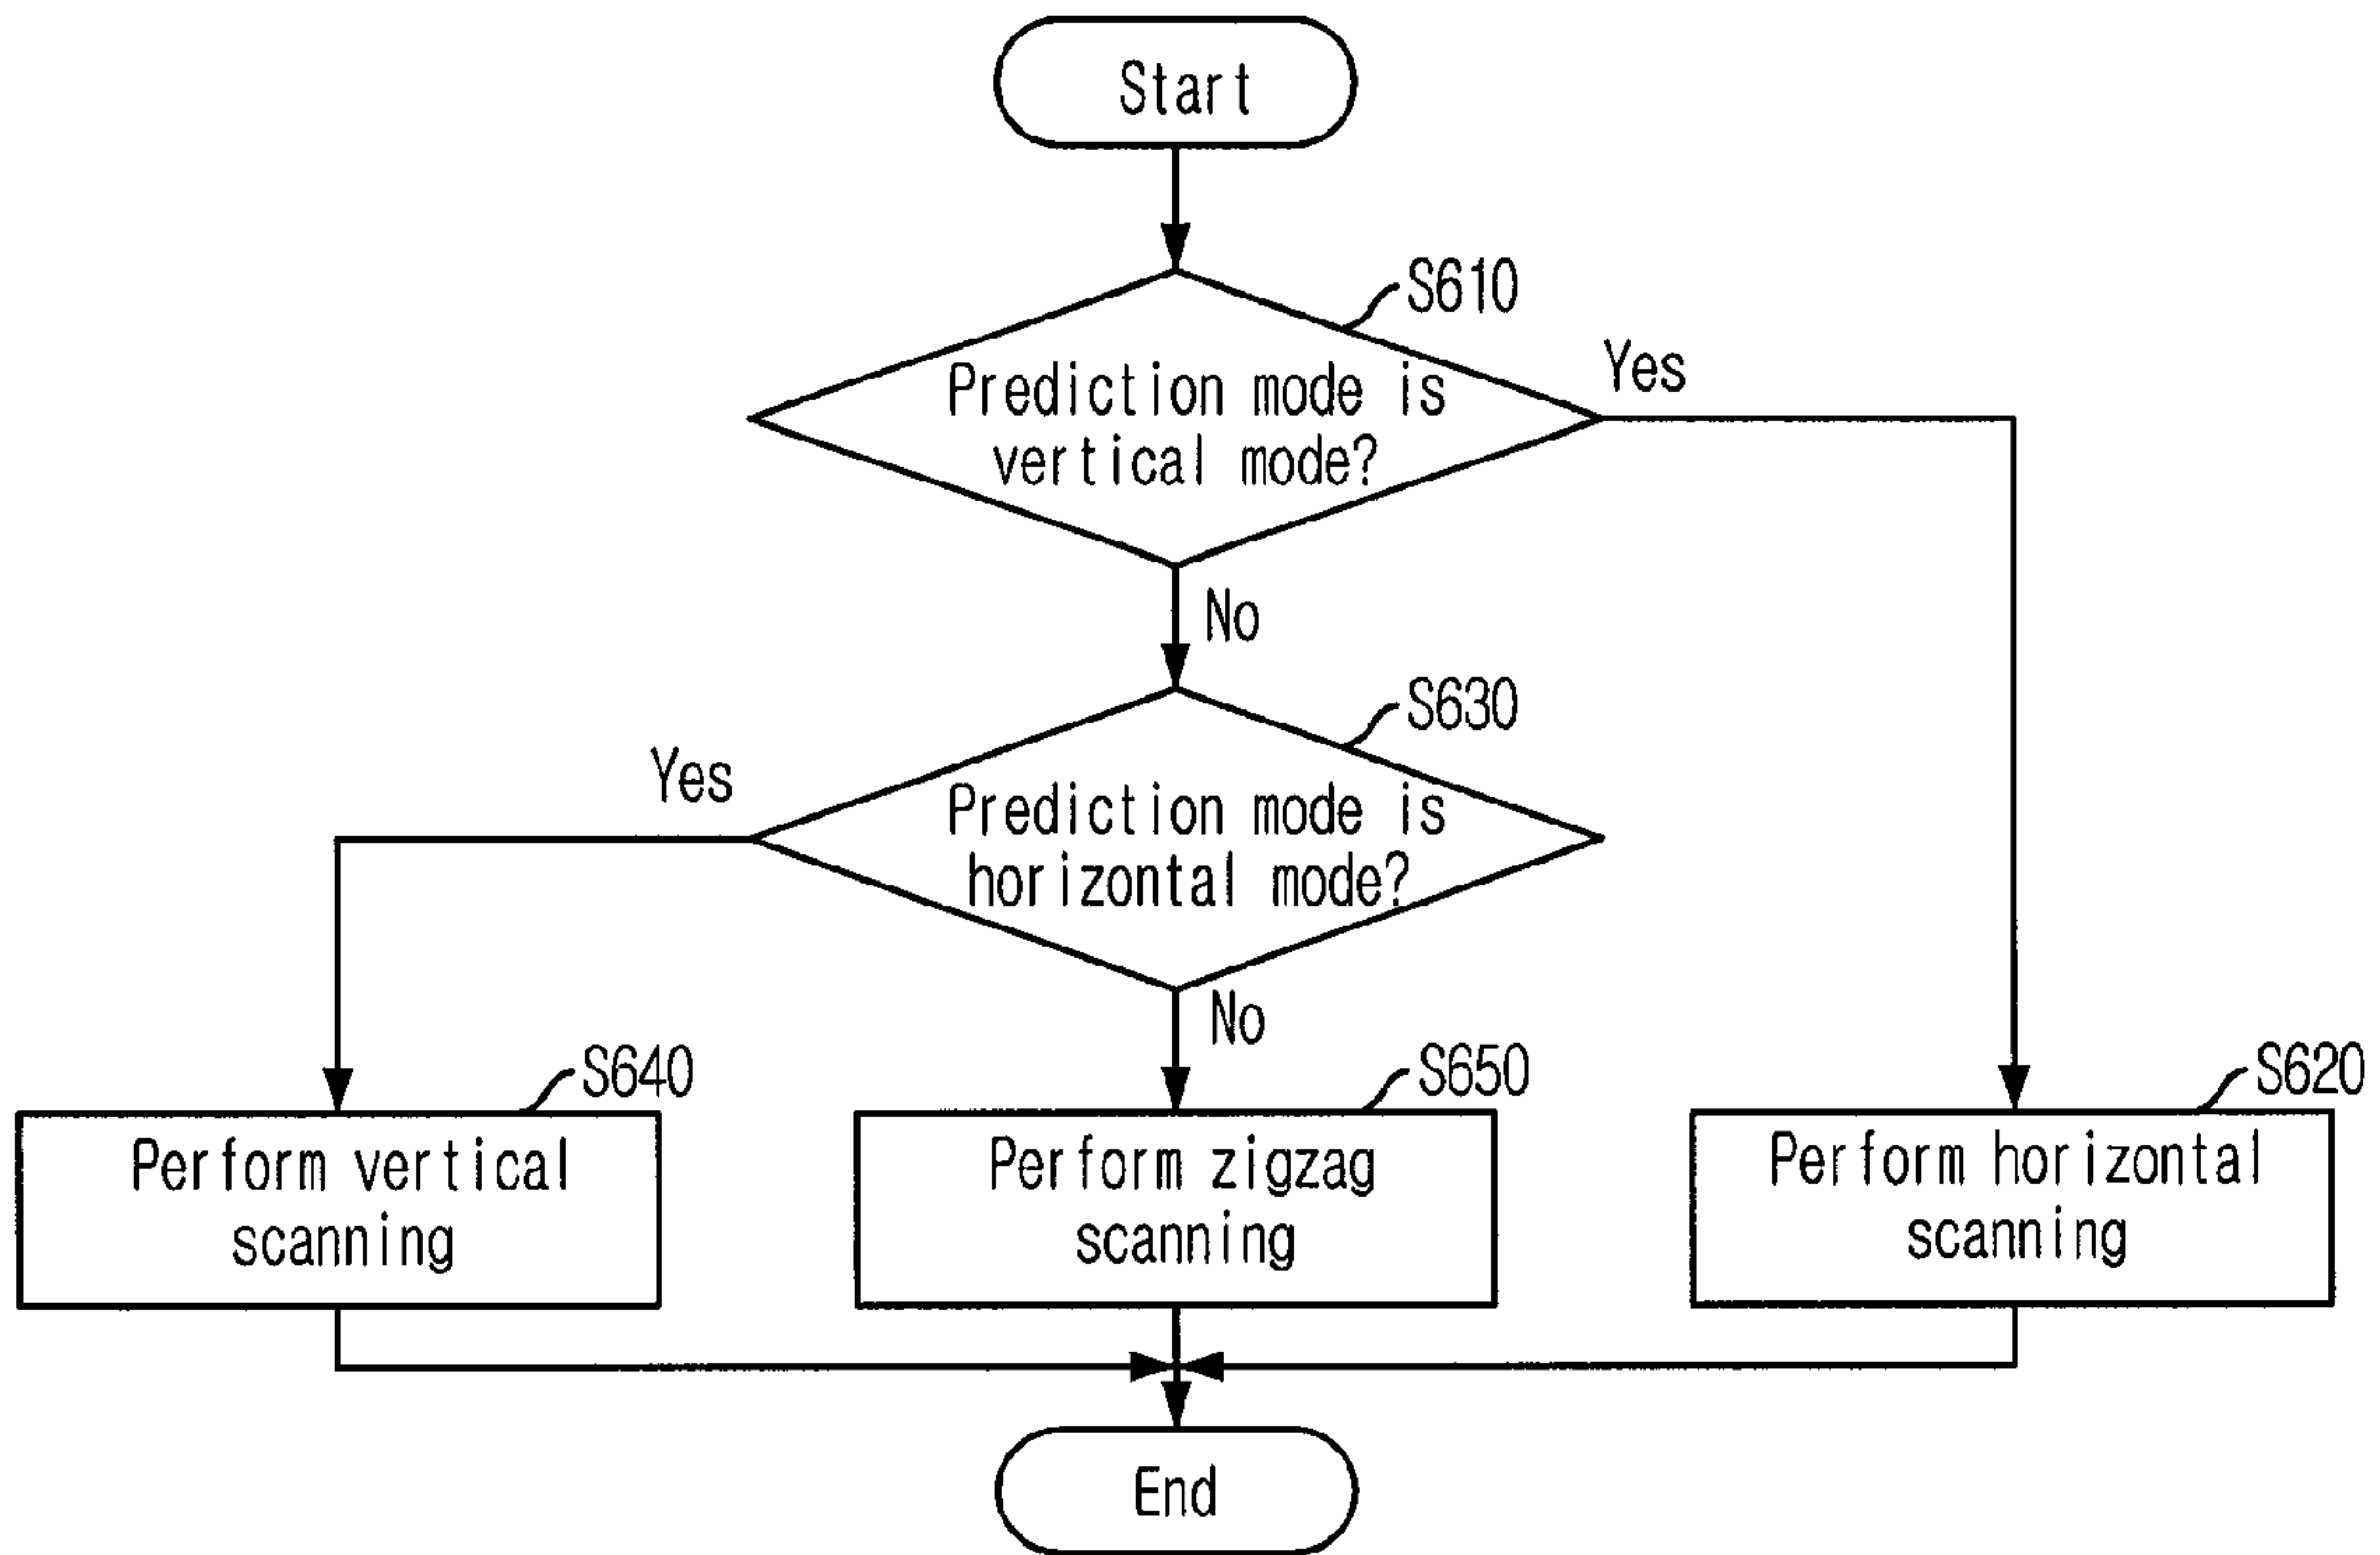 Start
S610
Prediction mode is
vertical mode?
Yes
No
S630
Prediction mode is
horizontal mode?
Yes
No
S640
Perform vertical
scanning
S650
Perform zigzag
scanning
S620
Perform horizontal
scanning
End